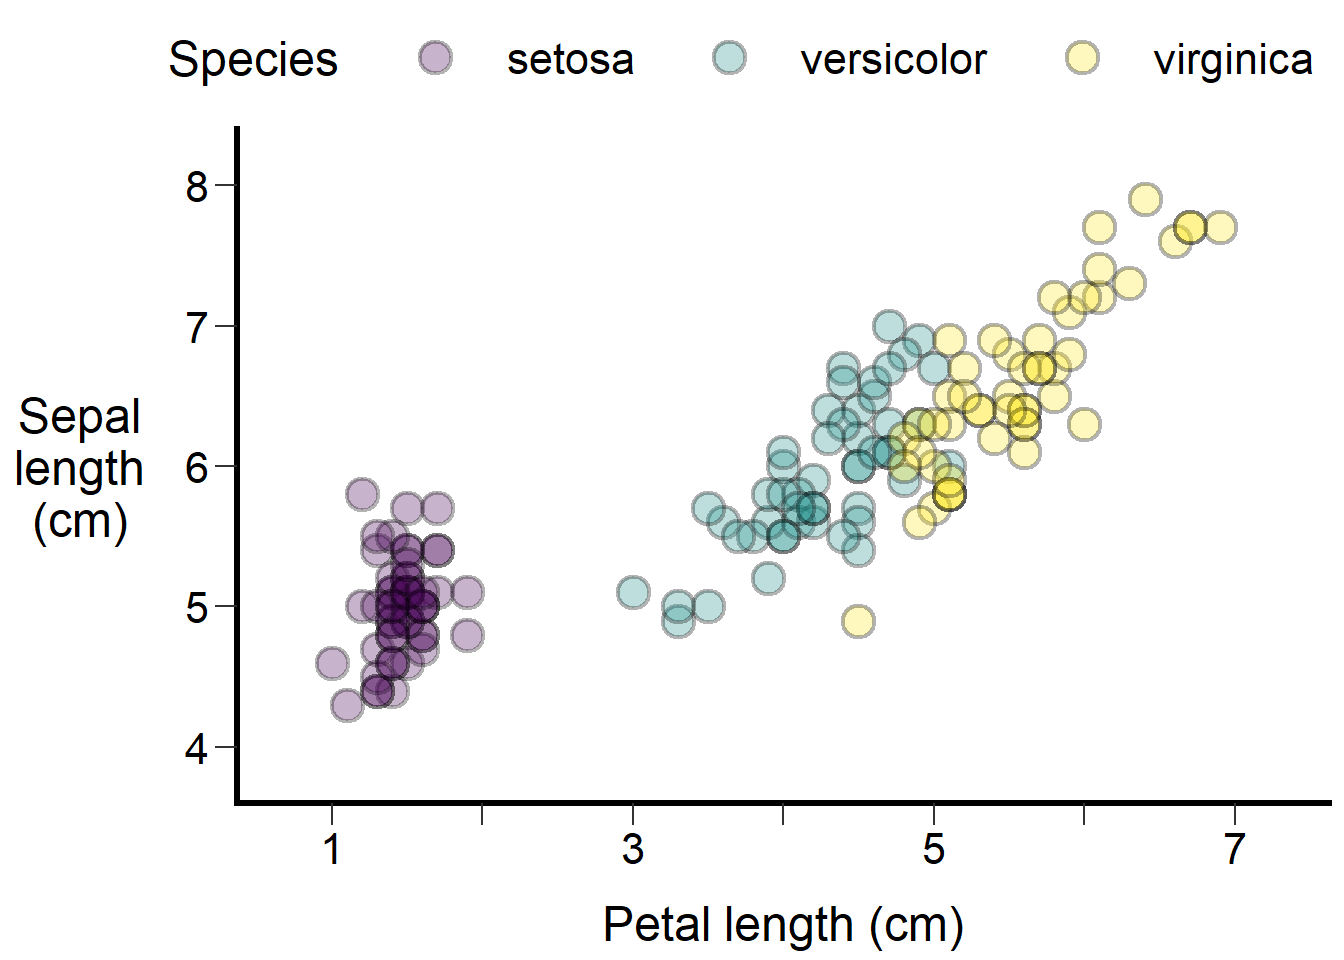 Species setosa versicolor virginica
8
7
6
5
4
Sepal
length
(cm)
1 3 5 7
Petal length (cm)